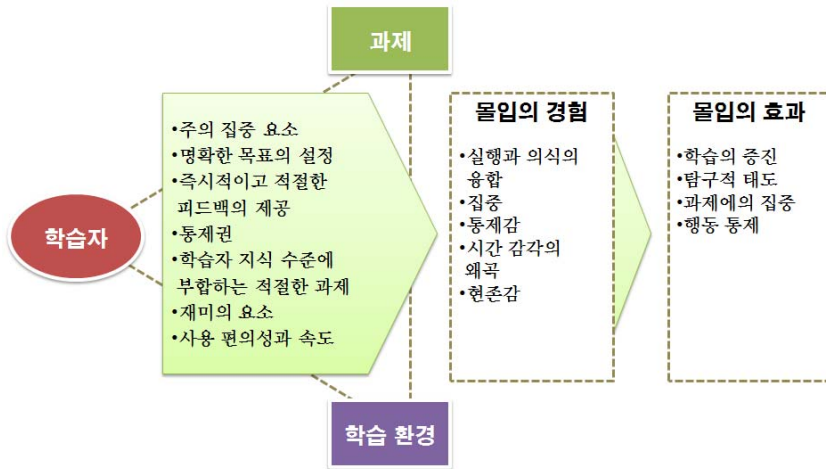 과제
학습자
•주의 집중 요소
•명확한 목표의 설정
•즉시적이고 적절한
피드백의 제공
•통제권
•학습자 지식 수준에
부합하는 적절한 과제
•재미의 요소
•사용 편의성과 속도
학습 환경
몰입의 경험
•실행과 의식의
융합
•집중
•통제감
•시간 감각의
왜곡
•현존감
몰입의 효과
•학습의 증진
•탐구적 태도
•과제에의 집중
•행동 통제